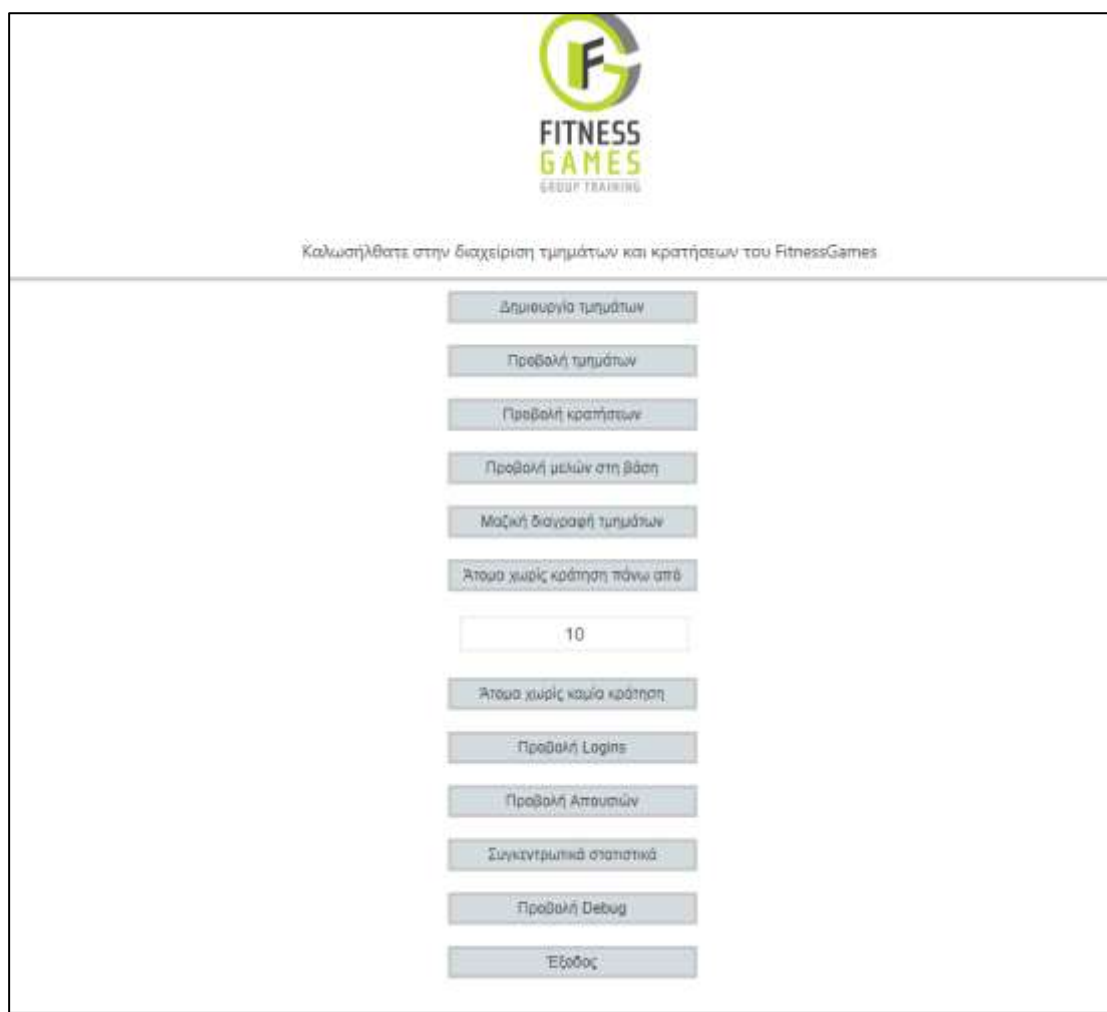 FITNESS
GAMES
GROUP TRAINING
Καλωσήλθατε στην διαχείριση τμημάτων και κρατήσεων του FitnessGames
Δημιουργία τμημάτων
Προβολή τμημάτων
Προβολή κρατήσεων
Προβολή μελών στη βάση
Μαζική διαγραφή τμημάτων
Άτομα χωρίς κράτηση πάνω από
10
Άτομα χωρίς καμία κράτηση
Προβολή Logins
Προβολή Απουσιών
Συγκεντρωτικά στατιστικά
Προβολή Debug
Έξοδος